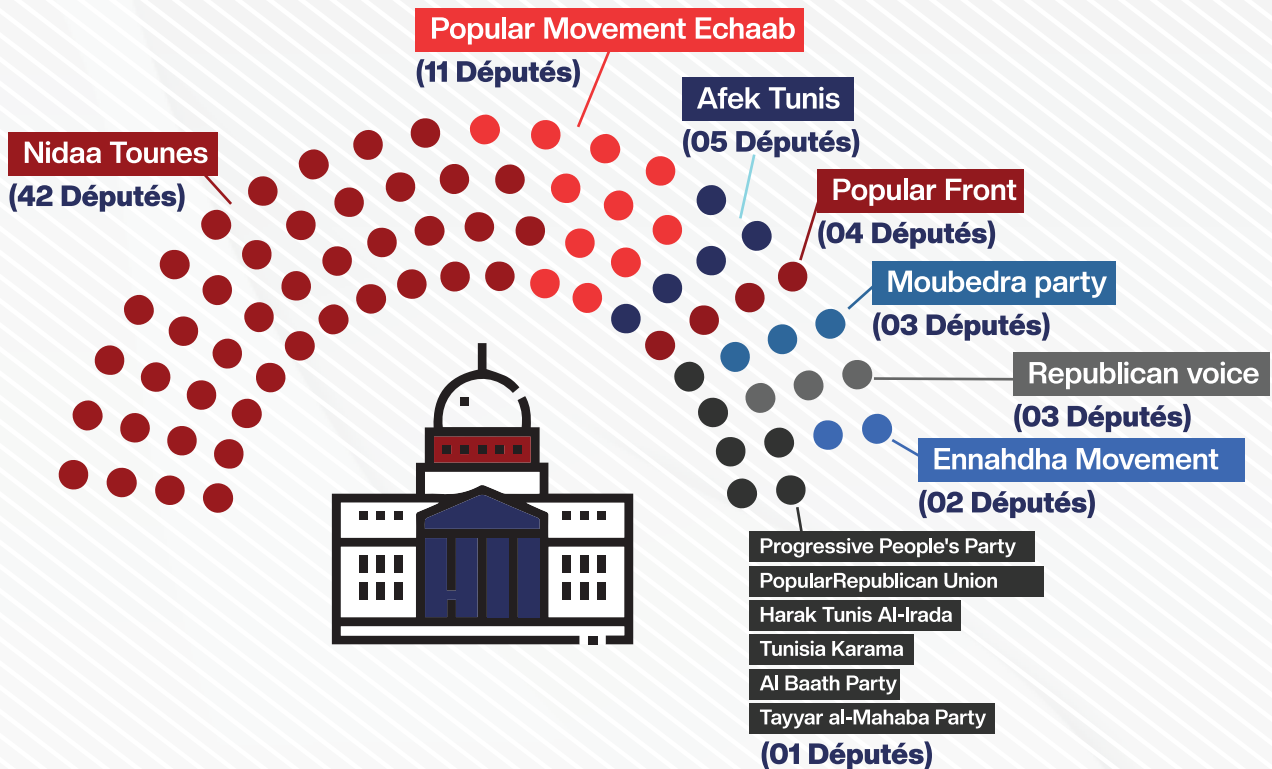 Popular Movement Echaab
(11 Députés)
Afek Tunis
(05 Députés)
Nidaa Tounes
(42 Députés)
Popular Front
(04 Députés)
Moubedra party
(03 Députés)
Republican voice
(03 Députés)
Ennahdha Movement
(02 Députés)
Progressive People's Party
PopularRepublican Union
Harak Tunis Al-Irada
Tunisia Karama
Al Baath Party
Tayyar al-Mahaba Party
(01 Députés)